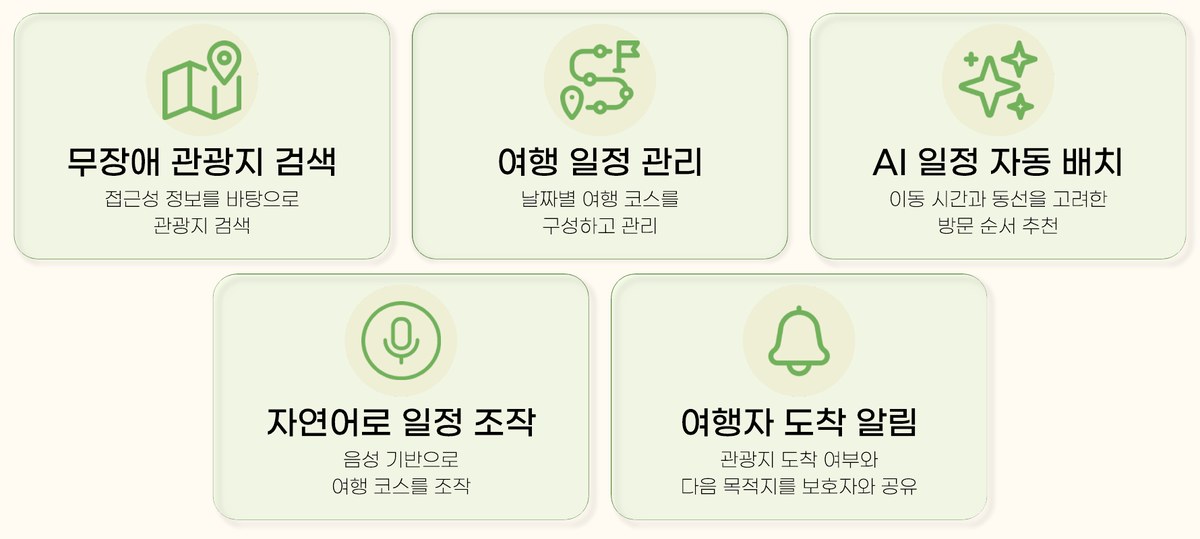 무장애 관광지 검색
접근성 정보를 바탕으로
관광지 검색
여행 일정 관리
날짜별 여행 코스를
구성하고 관리
AI 일정 자동 배치
이동 시간과 동선을 고려한
방문 순서 추천
자연어로 일정 조작
음성 기반으로
여행 코스를 조작
여행자 도착 알림
관광지 도착 여부와
다음 목적지를 보호자와 공유